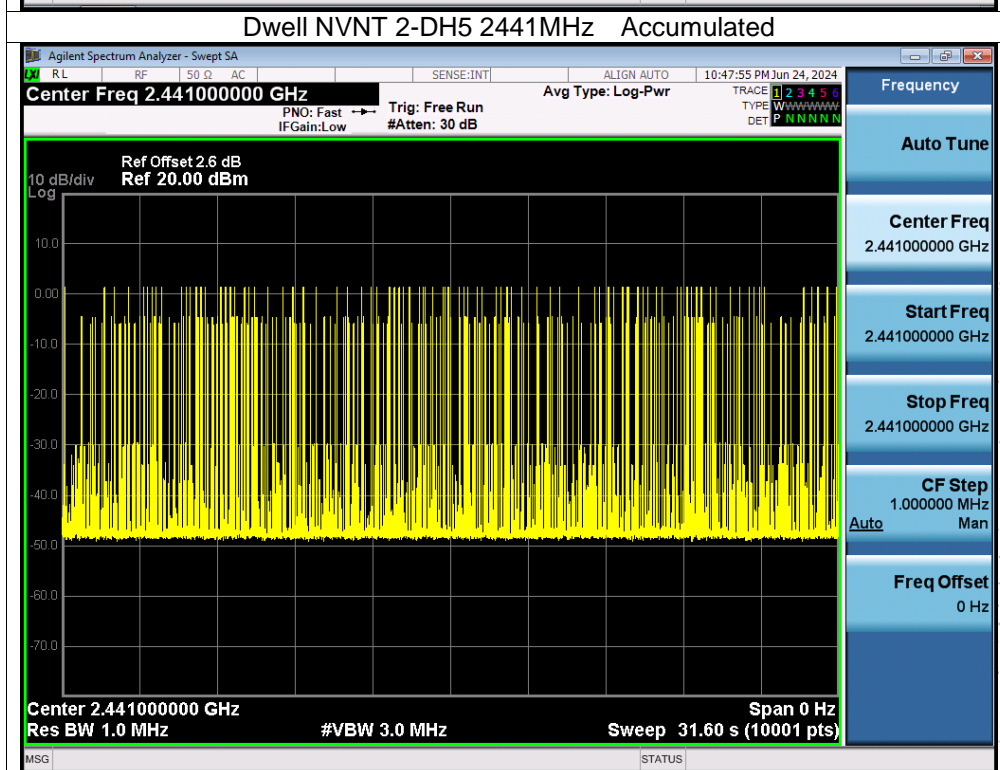 Dwell NVNT 2-DH5 2441MHz Accumulated
Agilent Spectrum Analyzer - Swept SA
LXI RL RF 50 Ω AC SENSE:INT ALIGN AUTO 10:47:55 PM Jun 24, 2024
Center Freq 2.441000000 GHz Avg Type: Log-Pwr TRACE 1 2 3 4 5 6
PNO: Fast Trig: Free Run TYPE WWWWWWW
IFGain:Low #Atten: 30 dB DET P N N N N N
Frequency
Auto Tune
Ref Offset 2.6 dB
10 dB/div Ref 20.00 dBm
Log
10.0
0.00
-10.0
-20.0
-30.0
-40.0
-50.0
-60.0
-70.0
Center Freq
2.441000000 GHz
Start Freq
2.441000000 GHz
Stop Freq
2.441000000 GHz
CF Step
1.000000 MHz
Auto Man
Freq Offset
0 Hz
Center 2.441000000 GHz Span 0 Hz
Res BW 1.0 MHz #VBW 3.0 MHz Sweep 31.60 s (10001 pts)
MSG STATUS